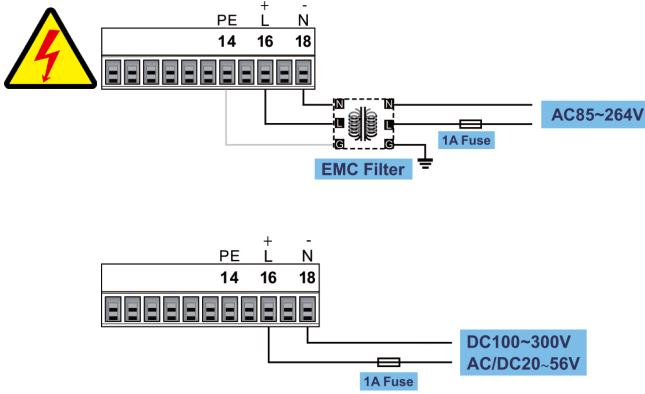 + -
PE L N
14 16 18
N N
AC85~264V
L L
1A Fuse
G G
EMC Filter
+ -
PE L N
14 16 18
DC100~300V
AC/DC20~56V
1A Fuse